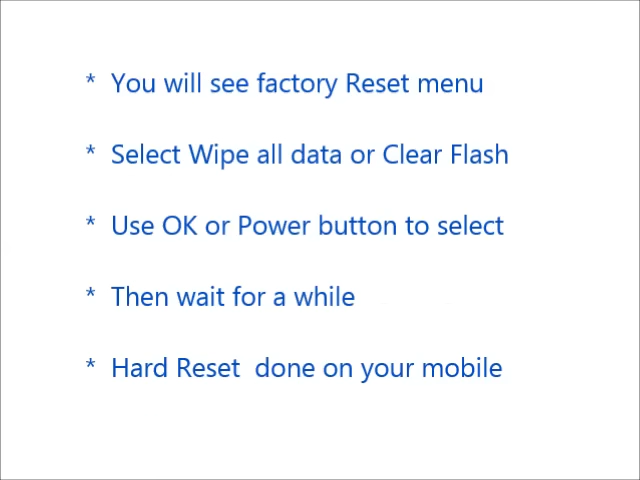 * You will see factory Reset menu
* Select Wipe all data or Clear Flash
* Use OK or Power button to select
* Then wait for a while
* Hard Reset  done on your mobile